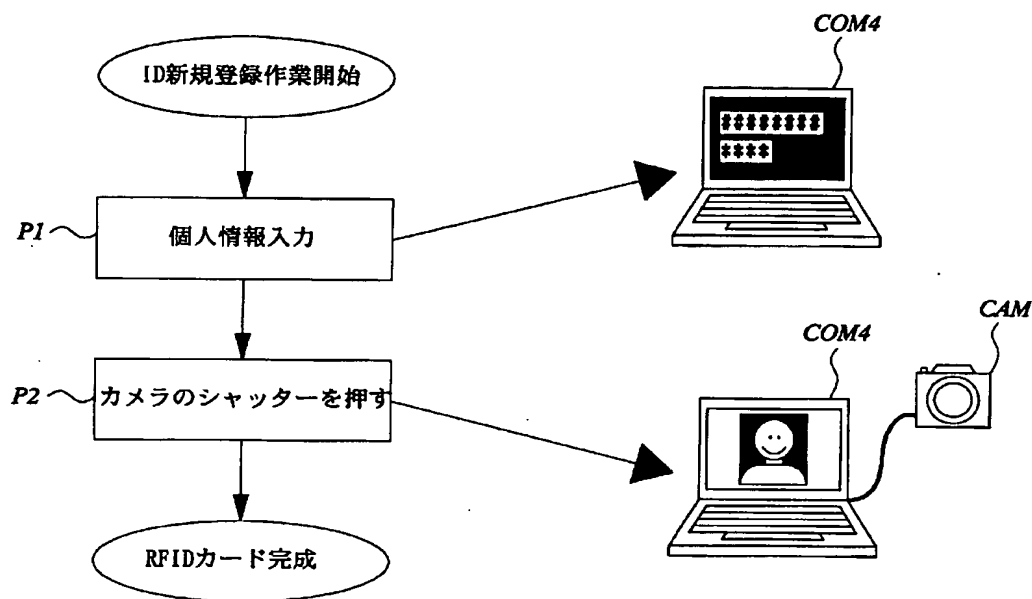 COM4
ID新規登録作業開始
********
****
P1
個人情報入力
CAM
COM4
P2
カメラのシャッターを押す
RFIDカード完成